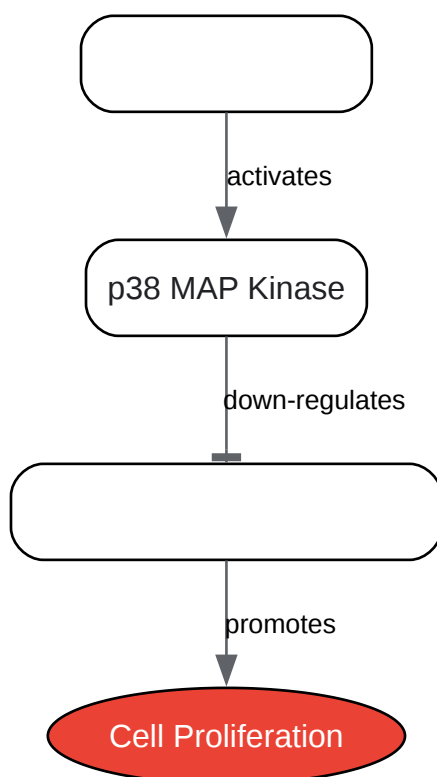 activates
p38 MAP Kinase
down-regulates
promotes
Cell Proliferation